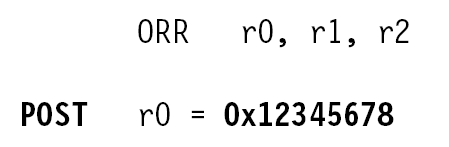 ORR r0, r1, r2
POST r0 = 0x12345678